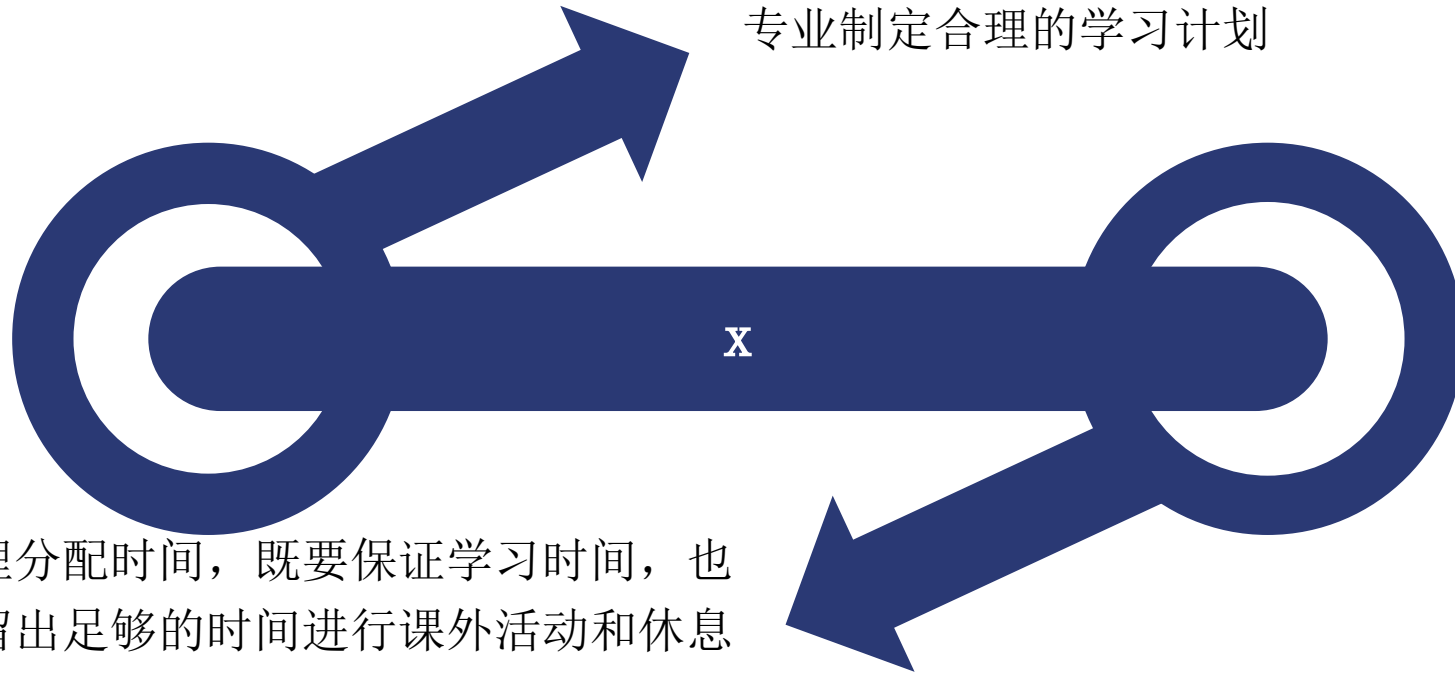 专业制定合理的学习计划
X
理分配时间，既要保证学习时间，也
留出足够的时间进行课外活动和休息